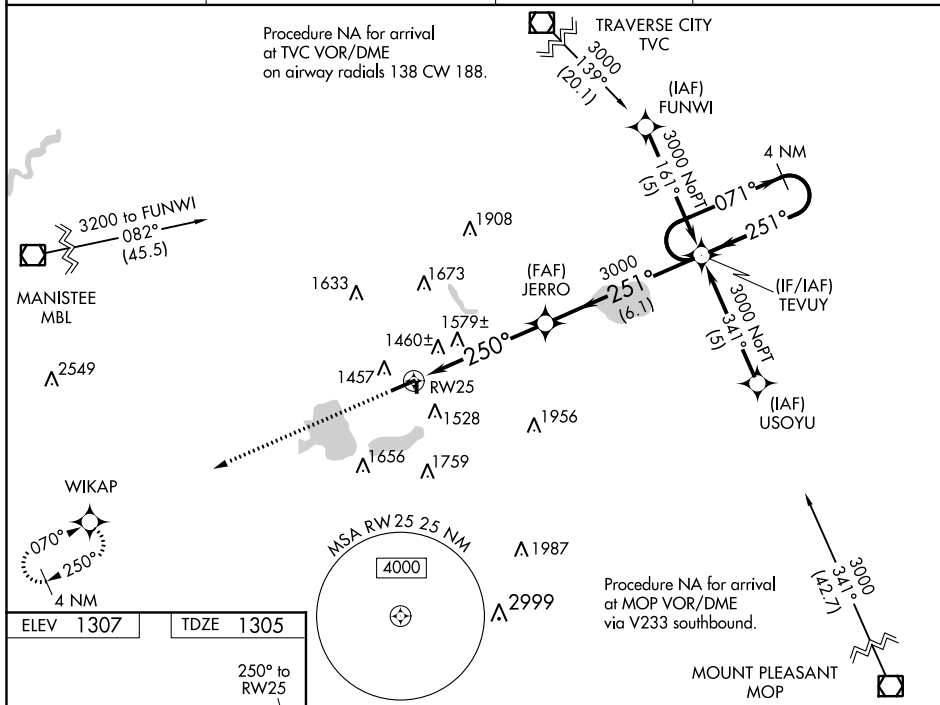 Procedure NA for arrival
at TVC VOR/DME
on airway radials 138 CW 188.
TRAVERSE CITY
TVC
3000
139°
(20.1)
(IAF)
FUNWI
3000 NoPT
161°
(5)
4 NM
071°
251°
3200 to FUNWI
082°
(45.5)
MANISTEE
MBL
1908
1633
1673
(FAF)
JERRO
3000
251°
(6.1)
(IF/IAF)
TEVUY
3000 NoPT
341°
(5)
(IAF)
USOYU
1579±
1460±
250°
2549
1457
RW25
1528
1956
1656
1759
WIKAP
070°
250°
4 NM
MSA RW25 25 NM
4000
1987
2999
Procedure NA for arrival
at MOP VOR/DME
via V233 southbound.
3000
341°
(42.7)
MOUNT PLEASANT
MOP
ELEV 1307
TDZE 1305
250° to
RW25